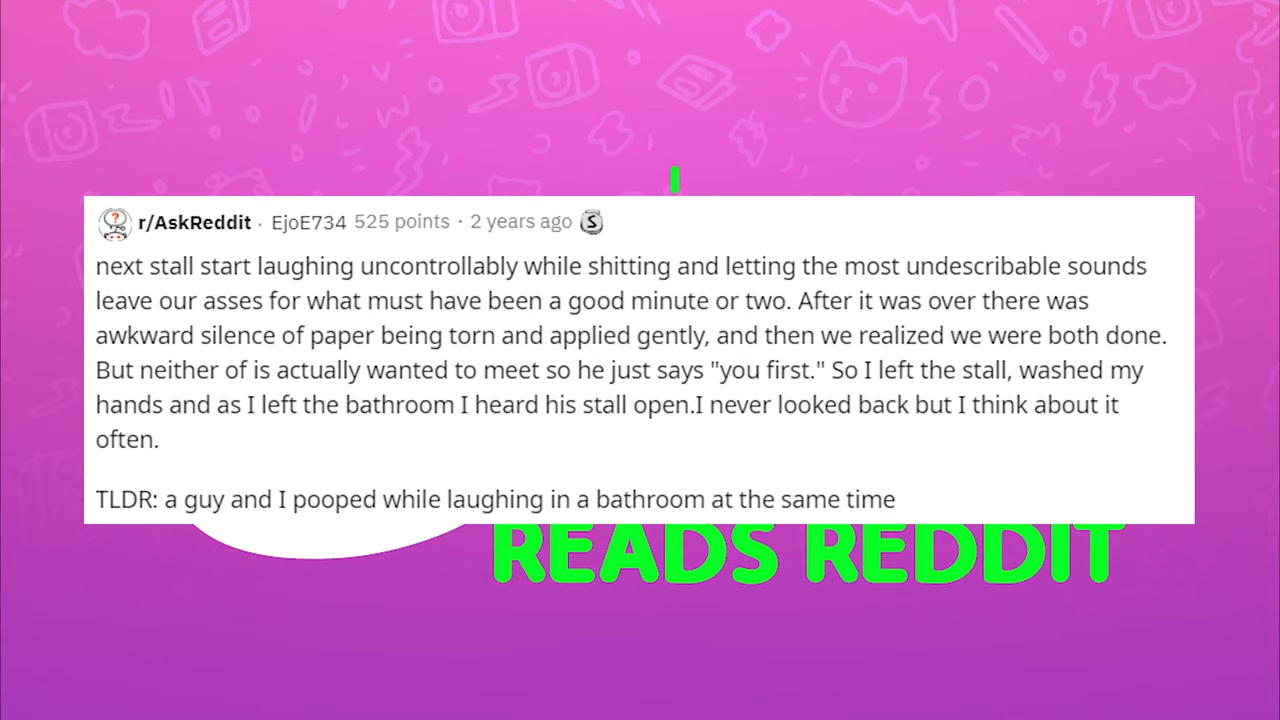 r/AskReddit · EjoE734 525 points · 2 years ago S
next stall start laughing uncontrollably while shitting and letting the most undescribable sounds
leave our asses for what must have been a good minute or two. After it was over there was
awkward silence of paper being torn and applied gently, and then we realized we were both done.
But neither of is actually wanted to meet so he just says "you first." So I left the stall, washed my
hands and as I left the bathroom I heard his stall open.I never looked back but I think about it
often.
TLDR: a guy and I pooped while laughing in a bathroom at the same time
READS REDDIT